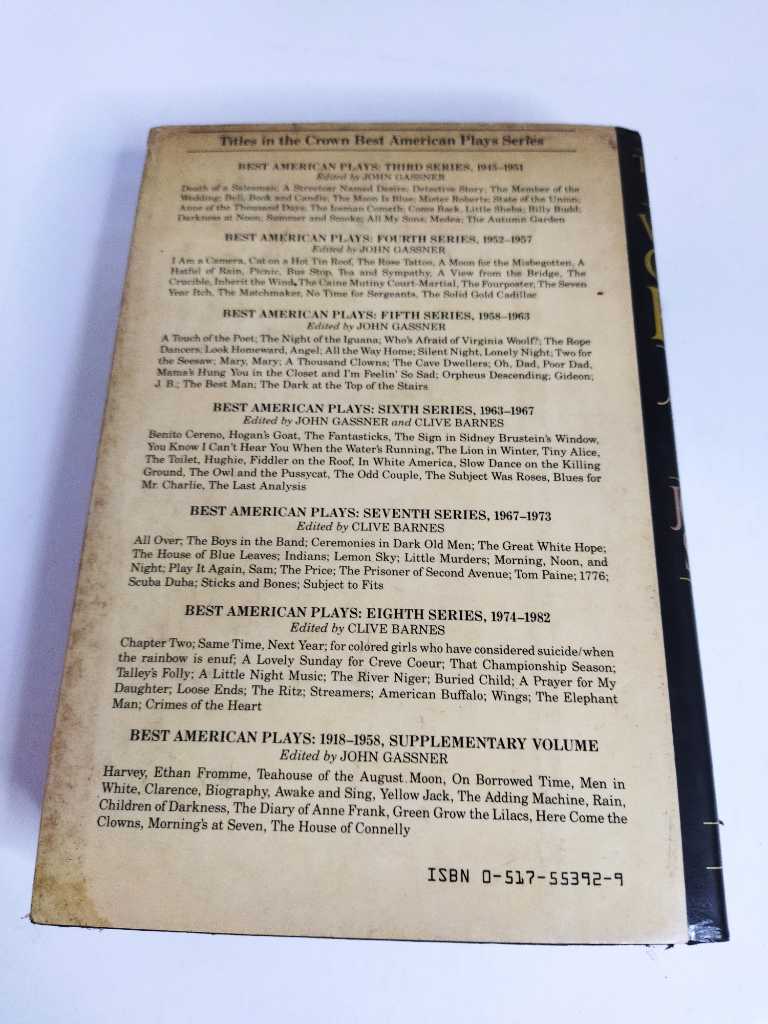 Titles in the Crown Best American Plays Series
BEST AMERICAN PLAYS: THIRD SERIES, 1945–1951
Edited by JOHN GASSNER
Death of a Salesman; A Streetcar Named Desire; Detective Story; The Member of the
Wedding; Bell, Book and Candle; The Moon Is Blue; Mister Roberts; State of the Union;
Anne of the Thousand Days; The Iceman Cometh; Come Back, Little Sheba; Billy Budd;
Darkness at Noon; Summer and Smoke; All My Sons; Medea; The Autumn Garden
BEST AMERICAN PLAYS: FOURTH SERIES, 1952–1957
Edited by JOHN GASSNER
I Am a Camera, Cat on a Hot Tin Roof, The Rose Tattoo, A Moon for the Misbegotten, A
Hatful of Rain, Picnic, Bus Stop, Tea and Sympathy, A View from the Bridge, The
Crucible, Inherit the Wind, The Caine Mutiny Court-Martial, The Fourposter, The Seven
Year Itch, The Matchmaker, No Time for Sergeants, The Solid Gold Cadillac
BEST AMERICAN PLAYS: FIFTH SERIES, 1958–1963
Edited by JOHN GASSNER
A Touch of the Poet; The Night of the Iguana; Who's Afraid of Virginia Woolf?; The Rope
Dancers; Look Homeward, Angel; All the Way Home; Silent Night, Lonely Night; Two for
the Seesaw; Mary, Mary; A Thousand Clowns; The Cave Dwellers; Oh, Dad, Poor Dad,
Mama's Hung You in the Closet and I'm Feelin' So Sad; Orpheus Descending; Gideon;
J. B.; The Best Man; The Dark at the Top of the Stairs
BEST AMERICAN PLAYS: SIXTH SERIES, 1963–1967
Edited by JOHN GASSNER and CLIVE BARNES
Benito Cereno, Hogan's Goat, The Fantasticks, The Sign in Sidney Brustein's Window,
You Know I Can't Hear You When the Water's Running, The Lion in Winter, Tiny Alice,
The Toilet, Hughie, Fiddler on the Roof, In White America, Slow Dance on the Killing
Ground, The Owl and the Pussycat, The Odd Couple, The Subject Was Roses, Blues for
Mr. Charlie, The Last Analysis
BEST AMERICAN PLAYS: SEVENTH SERIES, 1967–1973
Edited by CLIVE BARNES
All Over; The Boys in the Band; Ceremonies in Dark Old Men; The Great White Hope;
The House of Blue Leaves; Indians; Lemon Sky; Little Murders; Morning, Noon, and
Night; Play It Again, Sam; The Price; The Prisoner of Second Avenue; Tom Paine; 1776;
Scuba Duba; Sticks and Bones; Subject to Fits
BEST AMERICAN PLAYS: EIGHTH SERIES, 1974–1982
Edited by CLIVE BARNES
Chapter Two; Same Time, Next Year; for colored girls who have considered suicide/when
the rainbow is enuf; A Lovely Sunday for Creve Coeur; That Championship Season;
Talley's Folly; A Little Night Music; The River Niger; Buried Child; A Prayer for My
Daughter; Loose Ends; The Ritz; Streamers; American Buffalo; Wings; The Elephant
Man; Crimes of the Heart
BEST AMERICAN PLAYS: 1918–1958, SUPPLEMENTARY VOLUME
Edited by JOHN GASSNER
Harvey, Ethan Fromme, Teahouse of the August Moon, On Borrowed Time, Men in
White, Clarence, Biography, Awake and Sing, Yellow Jack, The Adding Machine, Rain,
Children of Darkness, The Diary of Anne Frank, Green Grow the Lilacs, Here Come the
Clowns, Morning's at Seven, The House of Connelly
ISBN 0-517-55392-9